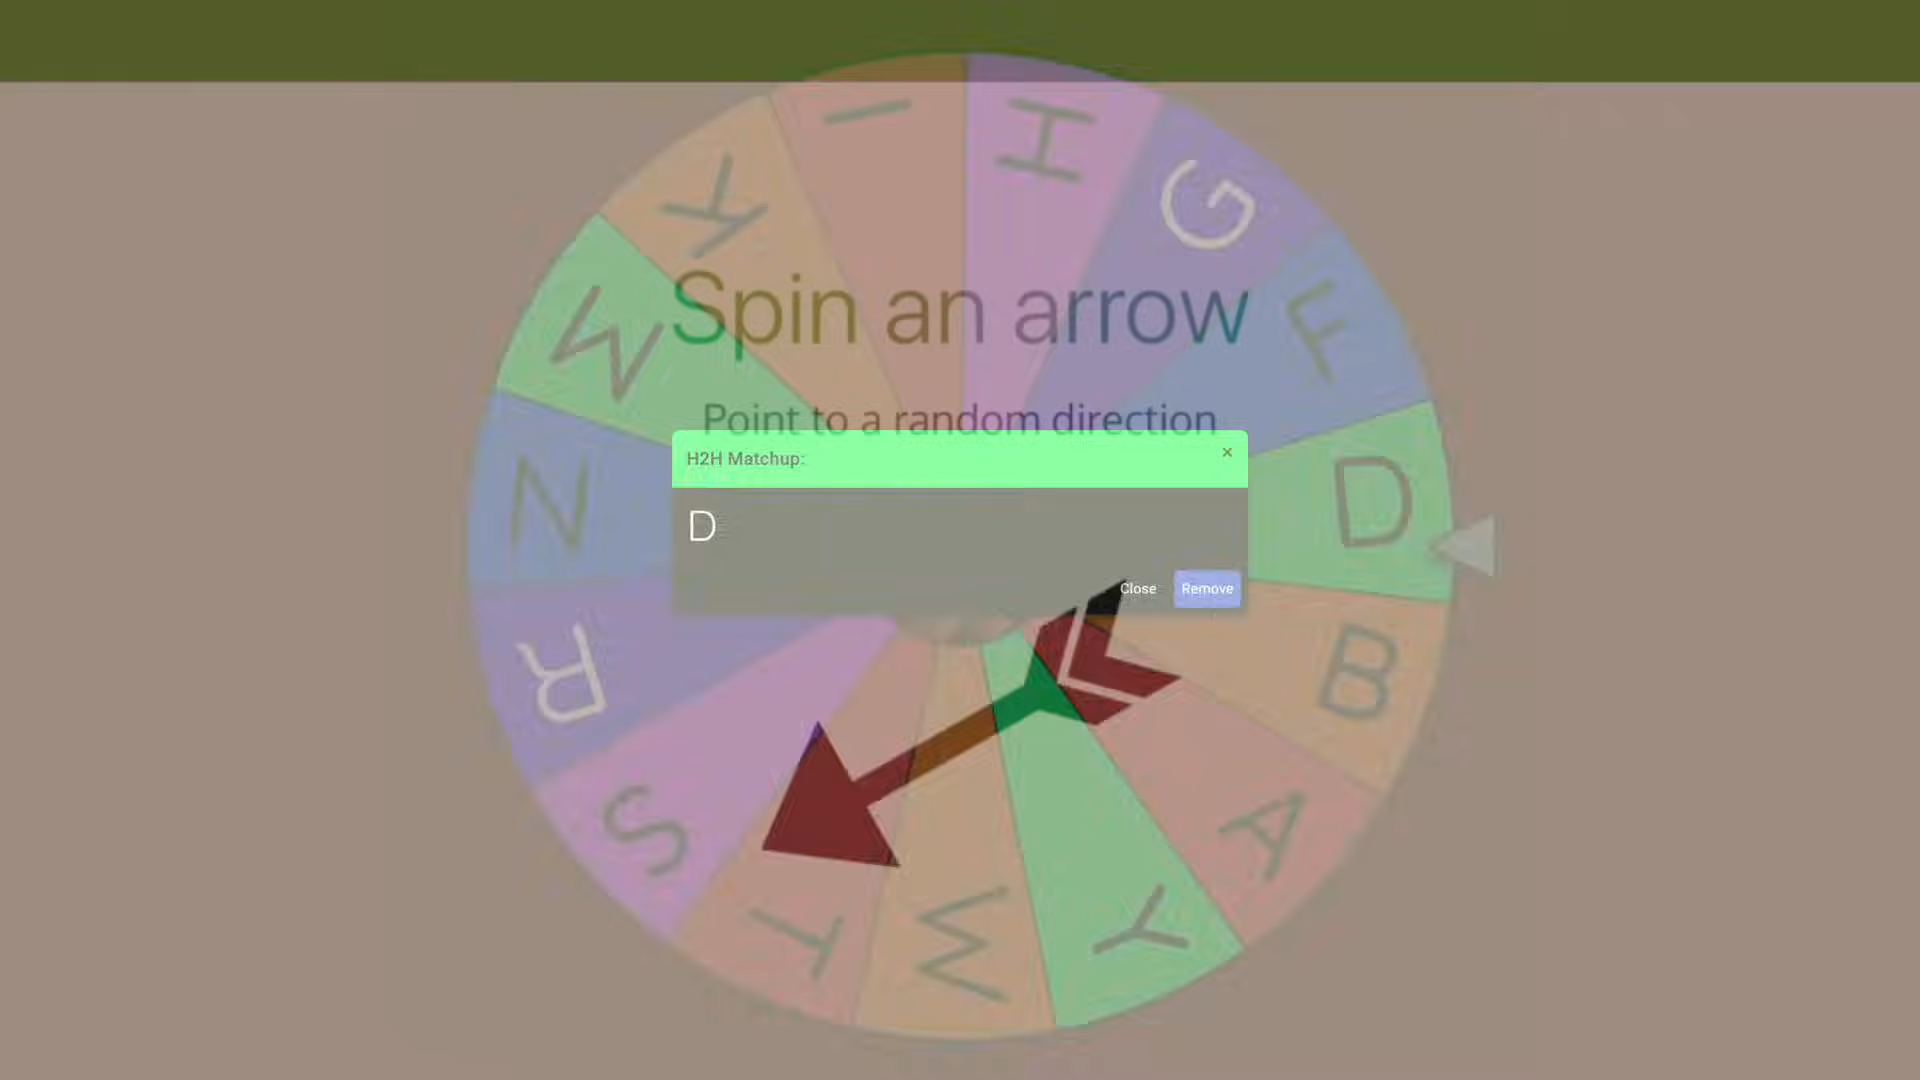 I
H
G
K
F
M
Spin an arrow
Point to a random direction
H2H Matchup: ×
D
Close Remove
N
D
R
B
S
A
T
W
Y